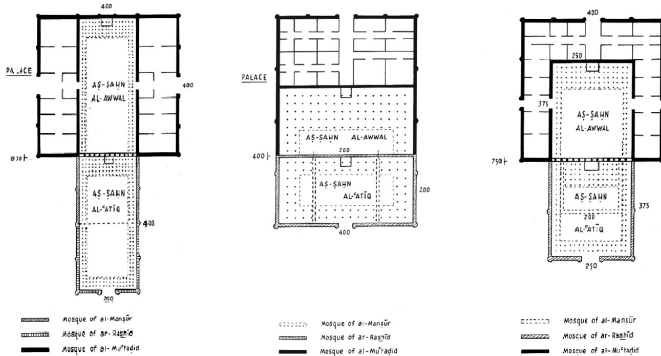 400
PALACE
AṢ-ṢAḤN
AL-AWWAL
400
800
AṢ-ṢAḤN
AL-ʿATĪQ
400
200
Mosque of al-Manṣūr
Mosque of ar-Rashīd
Mosque of al-Muʿtaḍid
PALACE
AṢ-ṢAḤN AL-AWWAL
200
400
AṢ-ṢAḤN
AL-ʿATĪQ
200
400
Mosque of al-Manṣūr
Mosque of ar-Rashīd
Mosque of al-Muʿtaḍid
400
250
375
AṢ-ṢAḤN
AL-AWWAL
750
AṢ-ṢAḤN
200
AL-ʿATĪQ
375
250
Mosque of al-Manṣūr
Mosque of ar-Rashīd
Mosque of al-Muʿtaḍid